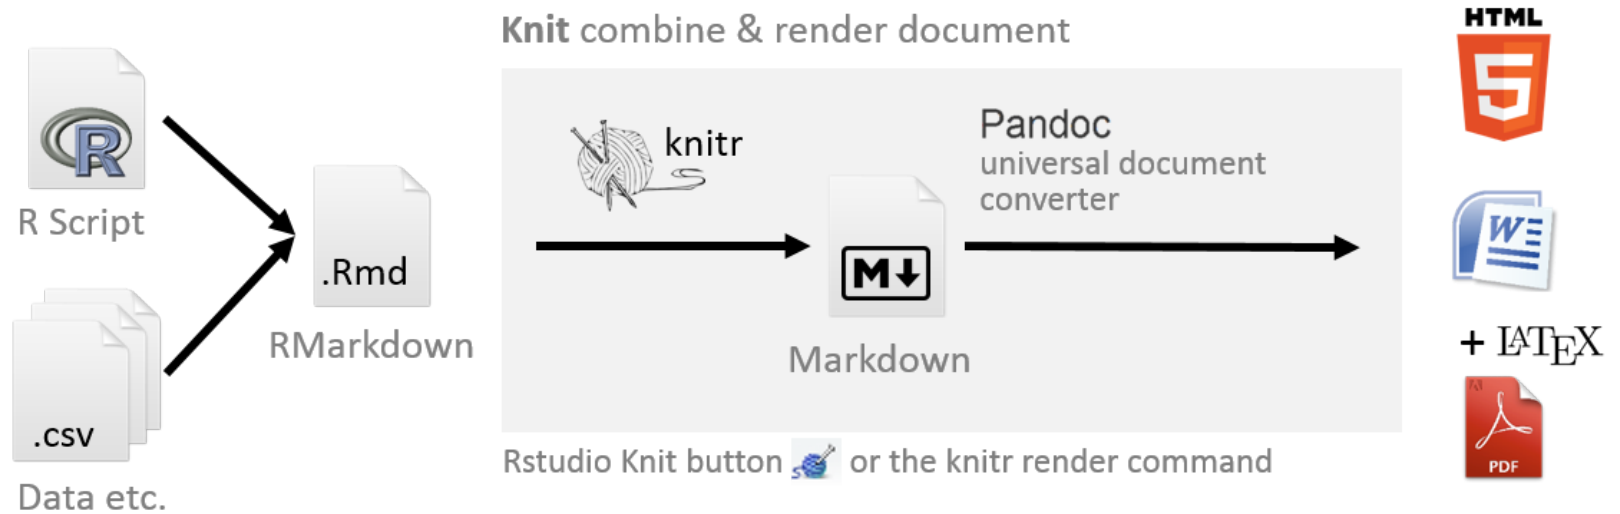 Knit combine & render document
HTML
5
R
R Script
knitr
Pandoc
universal document
converter
.Rmd
RMarkdown
M
Markdown
W
+ LATEX
.csv
Data etc.
PDF
Rstudio Knit button or the knitr render command